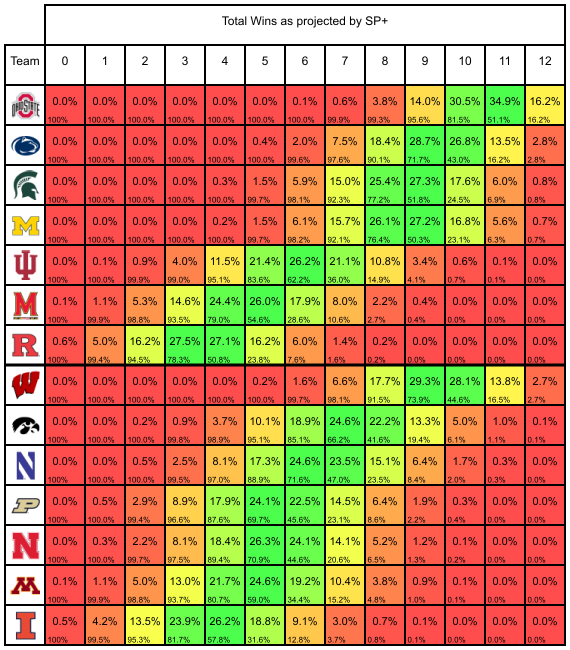 Total Wins as projected by SP+
Team 0 1 2 3 4 5 6 7 8 9 10 11 12
OHIO STATE 0.0% 0.0% 0.0% 0.0% 0.0% 0.0% 0.1% 0.6% 3.8% 14.0% 30.5% 34.9% 16.2%
100% 100.0% 100.0% 100.0% 100.0% 100.0% 100.0% 99.9% 99.3% 95.6% 81.5% 51.1% 16.2%
0.0% 0.0% 0.0% 0.0% 0.0% 0.4% 2.0% 7.5% 18.4% 28.7% 26.8% 13.5% 2.8%
100% 100.0% 100.0% 100.0% 100.0% 100.0% 99.6% 97.6% 90.1% 71.7% 43.0% 16.2% 2.8%
0.0% 0.0% 0.0% 0.0% 0.3% 1.5% 5.9% 15.0% 25.4% 27.3% 17.6% 6.0% 0.8%
100% 100.0% 100.0% 100.0% 100.0% 99.7% 98.1% 92.3% 77.2% 51.8% 24.5% 6.9% 0.8%
M 0.0% 0.0% 0.0% 0.0% 0.2% 1.5% 6.1% 15.7% 26.1% 27.2% 16.8% 5.6% 0.7%
100% 100.0% 100.0% 100.0% 100.0% 99.7% 98.2% 92.1% 76.4% 50.3% 23.1% 6.3% 0.7%
0.0% 0.1% 0.9% 4.0% 11.5% 21.4% 26.2% 21.1% 10.8% 3.4% 0.7% 0.1% 0.0%
100% 100.0% 99.9% 99.0% 95.1% 83.6% 62.2% 36.0% 14.9% 4.1% 0.7% 0.1% 0.0%
M 0.1% 1.1% 5.3% 14.6% 24.4% 26.0% 17.9% 8.0% 2.2% 0.4% 0.0% 0.0% 0.0%
100% 99.9% 98.8% 93.5% 79.0% 54.6% 28.6% 10.6% 2.7% 0.4% 0.0% 0.0% 0.0%
R 0.6% 5.0% 16.2% 27.5% 27.1% 16.2% 6.0% 1.4% 0.2% 0.0% 0.0% 0.0% 0.0%
100% 99.4% 94.5% 78.3% 50.8% 23.8% 7.6% 1.6% 0.2% 0.0% 0.0% 0.0% 0.0%
W 0.0% 0.0% 0.0% 0.0% 0.0% 0.2% 1.6% 6.6% 17.7% 29.3% 28.1% 13.8% 2.7%
100% 100.0% 100.0% 100.0% 100.0% 100.0% 99.7% 98.1% 91.5% 73.9% 44.6% 16.5% 2.7%
0.0% 0.0% 0.2% 0.9% 3.7% 10.1% 18.9% 24.6% 22.2% 13.3% 5.0% 1.0% 0.1%
100% 100.0% 100.0% 99.8% 98.9% 95.1% 85.1% 66.2% 41.6% 19.4% 6.1% 1.1% 0.1%
N 0.0% 0.0% 0.5% 2.5% 8.1% 17.3% 24.6% 23.5% 15.1% 6.4% 1.7% 0.3% 0.0%
100% 100.0% 100.0% 99.5% 97.0% 88.9% 71.6% 47.0% 23.5% 8.4% 2.0% 0.3% 0.0%
P 0.0% 0.5% 2.9% 8.9% 17.9% 24.1% 22.5% 14.5% 6.4% 1.9% 0.3% 0.0% 0.0%
100% 100.0% 99.4% 96.6% 87.6% 69.7% 45.6% 23.1% 8.6% 2.2% 0.4% 0.0% 0.0%
N 0.0% 0.3% 2.2% 8.1% 18.4% 26.3% 24.1% 14.1% 5.2% 1.2% 0.1% 0.0% 0.0%
100% 100.0% 99.7% 97.5% 89.4% 70.9% 44.6% 20.6% 6.5% 1.3% 0.2% 0.0% 0.0%
M 0.1% 1.1% 5.0% 13.0% 21.7% 24.6% 19.2% 10.4% 3.8% 0.9% 0.1% 0.0% 0.0%
100% 99.9% 98.8% 93.7% 80.7% 59.0% 34.4% 15.2% 4.8% 1.0% 0.1% 0.0% 0.0%
I 0.5% 4.2% 13.5% 23.9% 26.2% 18.8% 9.1% 3.0% 0.7% 0.1% 0.0% 0.0% 0.0%
100% 99.5% 95.3% 81.7% 57.8% 31.6% 12.8% 3.7% 0.8% 0.1% 0.0% 0.0% 0.0%